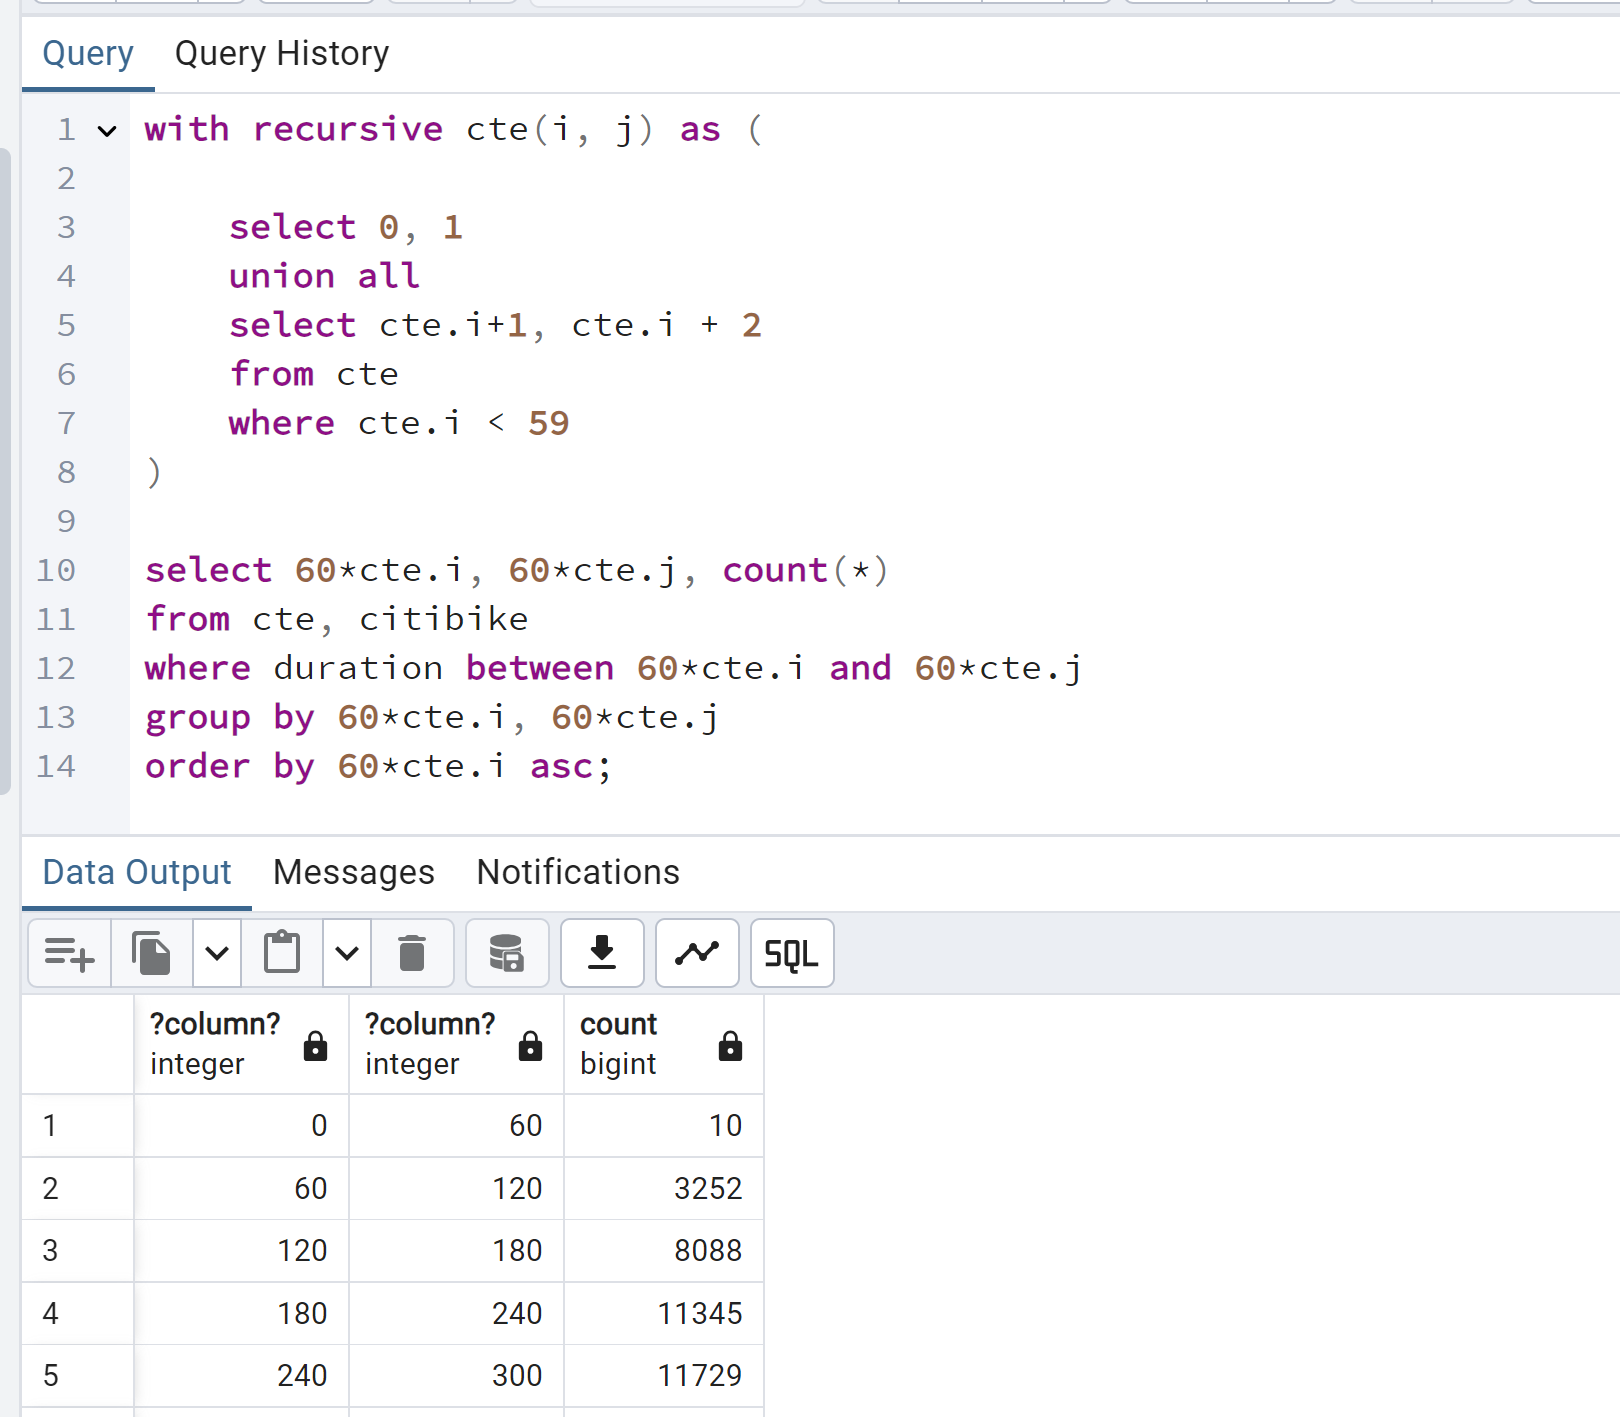 Query Query History
1 with recursive cte(i, j) as (
2
3 select 0, 1
4 union all
5 select cte.i+1, cte.i + 2
6 from cte
7 where cte.i < 59
8 )
9
10 select 60*cte.i, 60*cte.j, count(*)
11 from cte, citibike
12 where duration between 60*cte.i and 60*cte.j
13 group by 60*cte.i, 60*cte.j
14 order by 60*cte.i asc;
Data Output Messages Notifications
SQL
?column? ?column? count
integer integer bigint
1 0 60 10
2 60 120 3252
3 120 180 8088
4 180 240 11345
5 240 300 11729